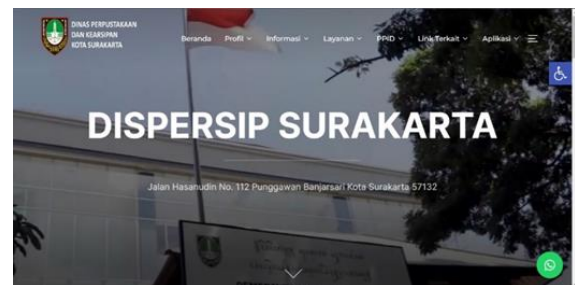 DINAS PERPUSTAKAAN
DAN KEARSIPAN
KOTA SURAKARTA
Beranda Profil Informasi Layanan PPID Link Terkait Aplikasi
DISPERSIP SURAKARTA
Jalan Hasanudin No. 112 Punggawan Banjarsari Kota Surakarta 57132